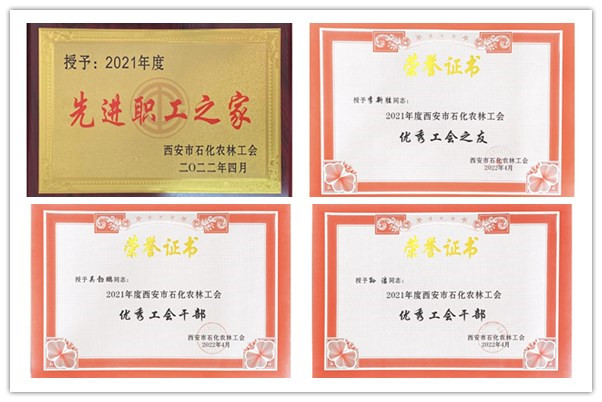 授予：2021年度
先进职工之家
西安市石化农林工会
二〇二二年四月
荣誉证书
授予李新胜同志：
2021年度西安市石化农林工会
优秀工会之友
西安市石化农林工会
2022年4月
荣誉证书
授予吴勃鹏同志：
2021年度西安市石化农林工会
优秀工会干部
西安市石化农林工会
2022年4月
荣誉证书
授予 洁同志：
2021年度西安市石化农林工会
优秀工会干部
西安市石化农林工会
2022年4月